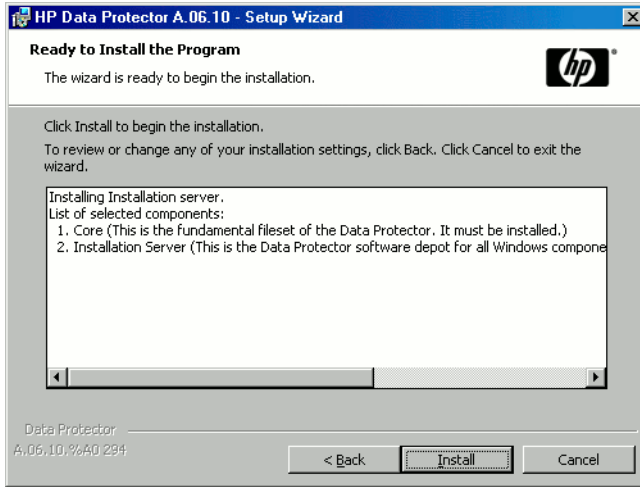 HP Data Protector A.06.10 - Setup Wizard
Ready to Install the Program
The wizard is ready to begin the installation.
hp
Click Install to begin the installation.
To review or change any of your installation settings, click Back. Click Cancel to exit the
wizard.
Installing Installation server.
List of selected components:
1. Core (This is the fundamental fileset of the Data Protector. It must be installed.)
2. Installation Server (This is the Data Protector software depot for all Windows compone
Data Protector
A.06.10.%A0 294
< Back
Install
Cancel